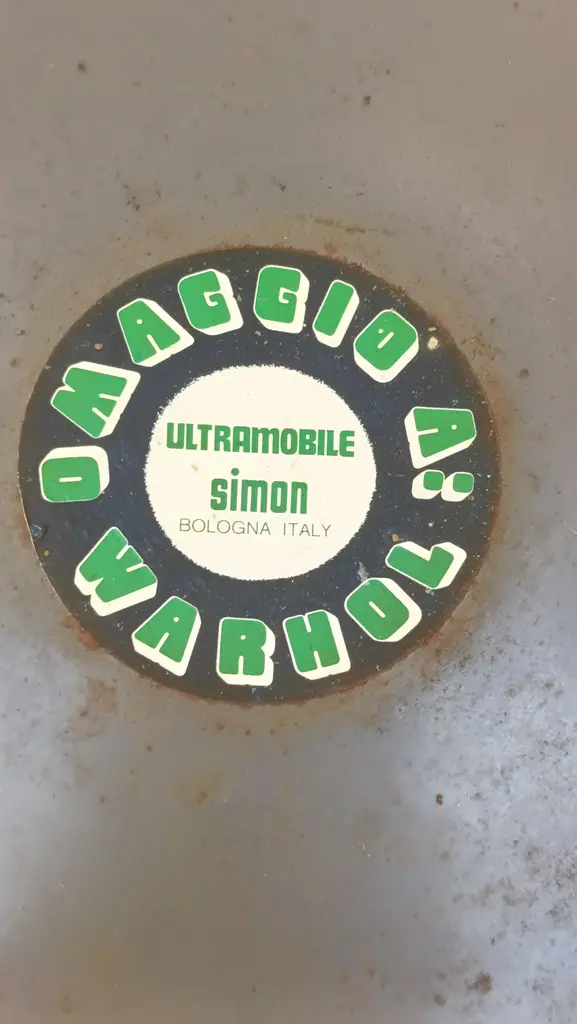 OMAGGIO A:
WARHOL
ULTRAMOBILE
simon
BOLOGNA ITALY